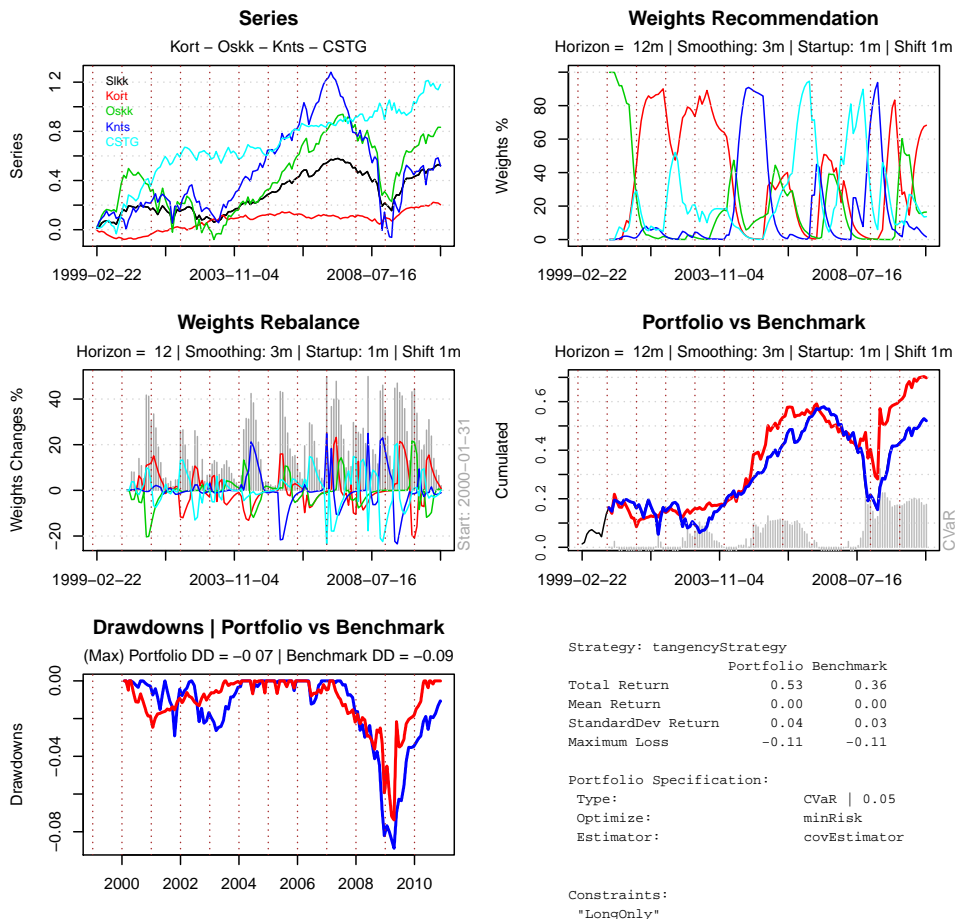 Series
Kort – Oskk – Knts – CSTG
Series
0.0 0.4 0.8 1.2
Slkk
Kort
Oskk
Knts
CSTG
1999–02–22 2003–11–04 2008–07–16
Weights Recommendation
Horizon = 12m | Smoothing: 3m | Startup: 1m | Shift 1m
Weights %
0 20 40 60 80
1999–02–22 2003–11–04 2008–07–16
Weights Rebalance
Horizon = 12 | Smoothing: 3m | Startup: 1m | Shift 1m
Weights Changes %
−20 0 20 40
Start: 2000−01−31
1999–02–22 2003–11–04 2008–07–16
Portfolio vs Benchmark
Horizon = 12m | Smoothing: 3m | Startup: 1m | Shift 1m
Cumulated
0.0 0.2 0.4 0.6
CVaR
1999–02–22 2003–11–04 2008–07–16
Drawdowns | Portfolio vs Benchmark
(Max) Portfolio DD = −0 07 | Benchmark DD = −0.09
Drawdowns
−0.08 −0.04 0.00
2000 2002 2004 2006 2008 2010
Strategy: tangencyStrategy
Portfolio Benchmark
Total Return 0.53 0.36
Mean Return 0.00 0.00
StandardDev Return 0.04 0.03
Maximum Loss −0.11 −0.11
Portfolio Specification:
Type: CVaR | 0.05
Optimize: minRisk
Estimator: covEstimator
Constraints:
"LongOnly"